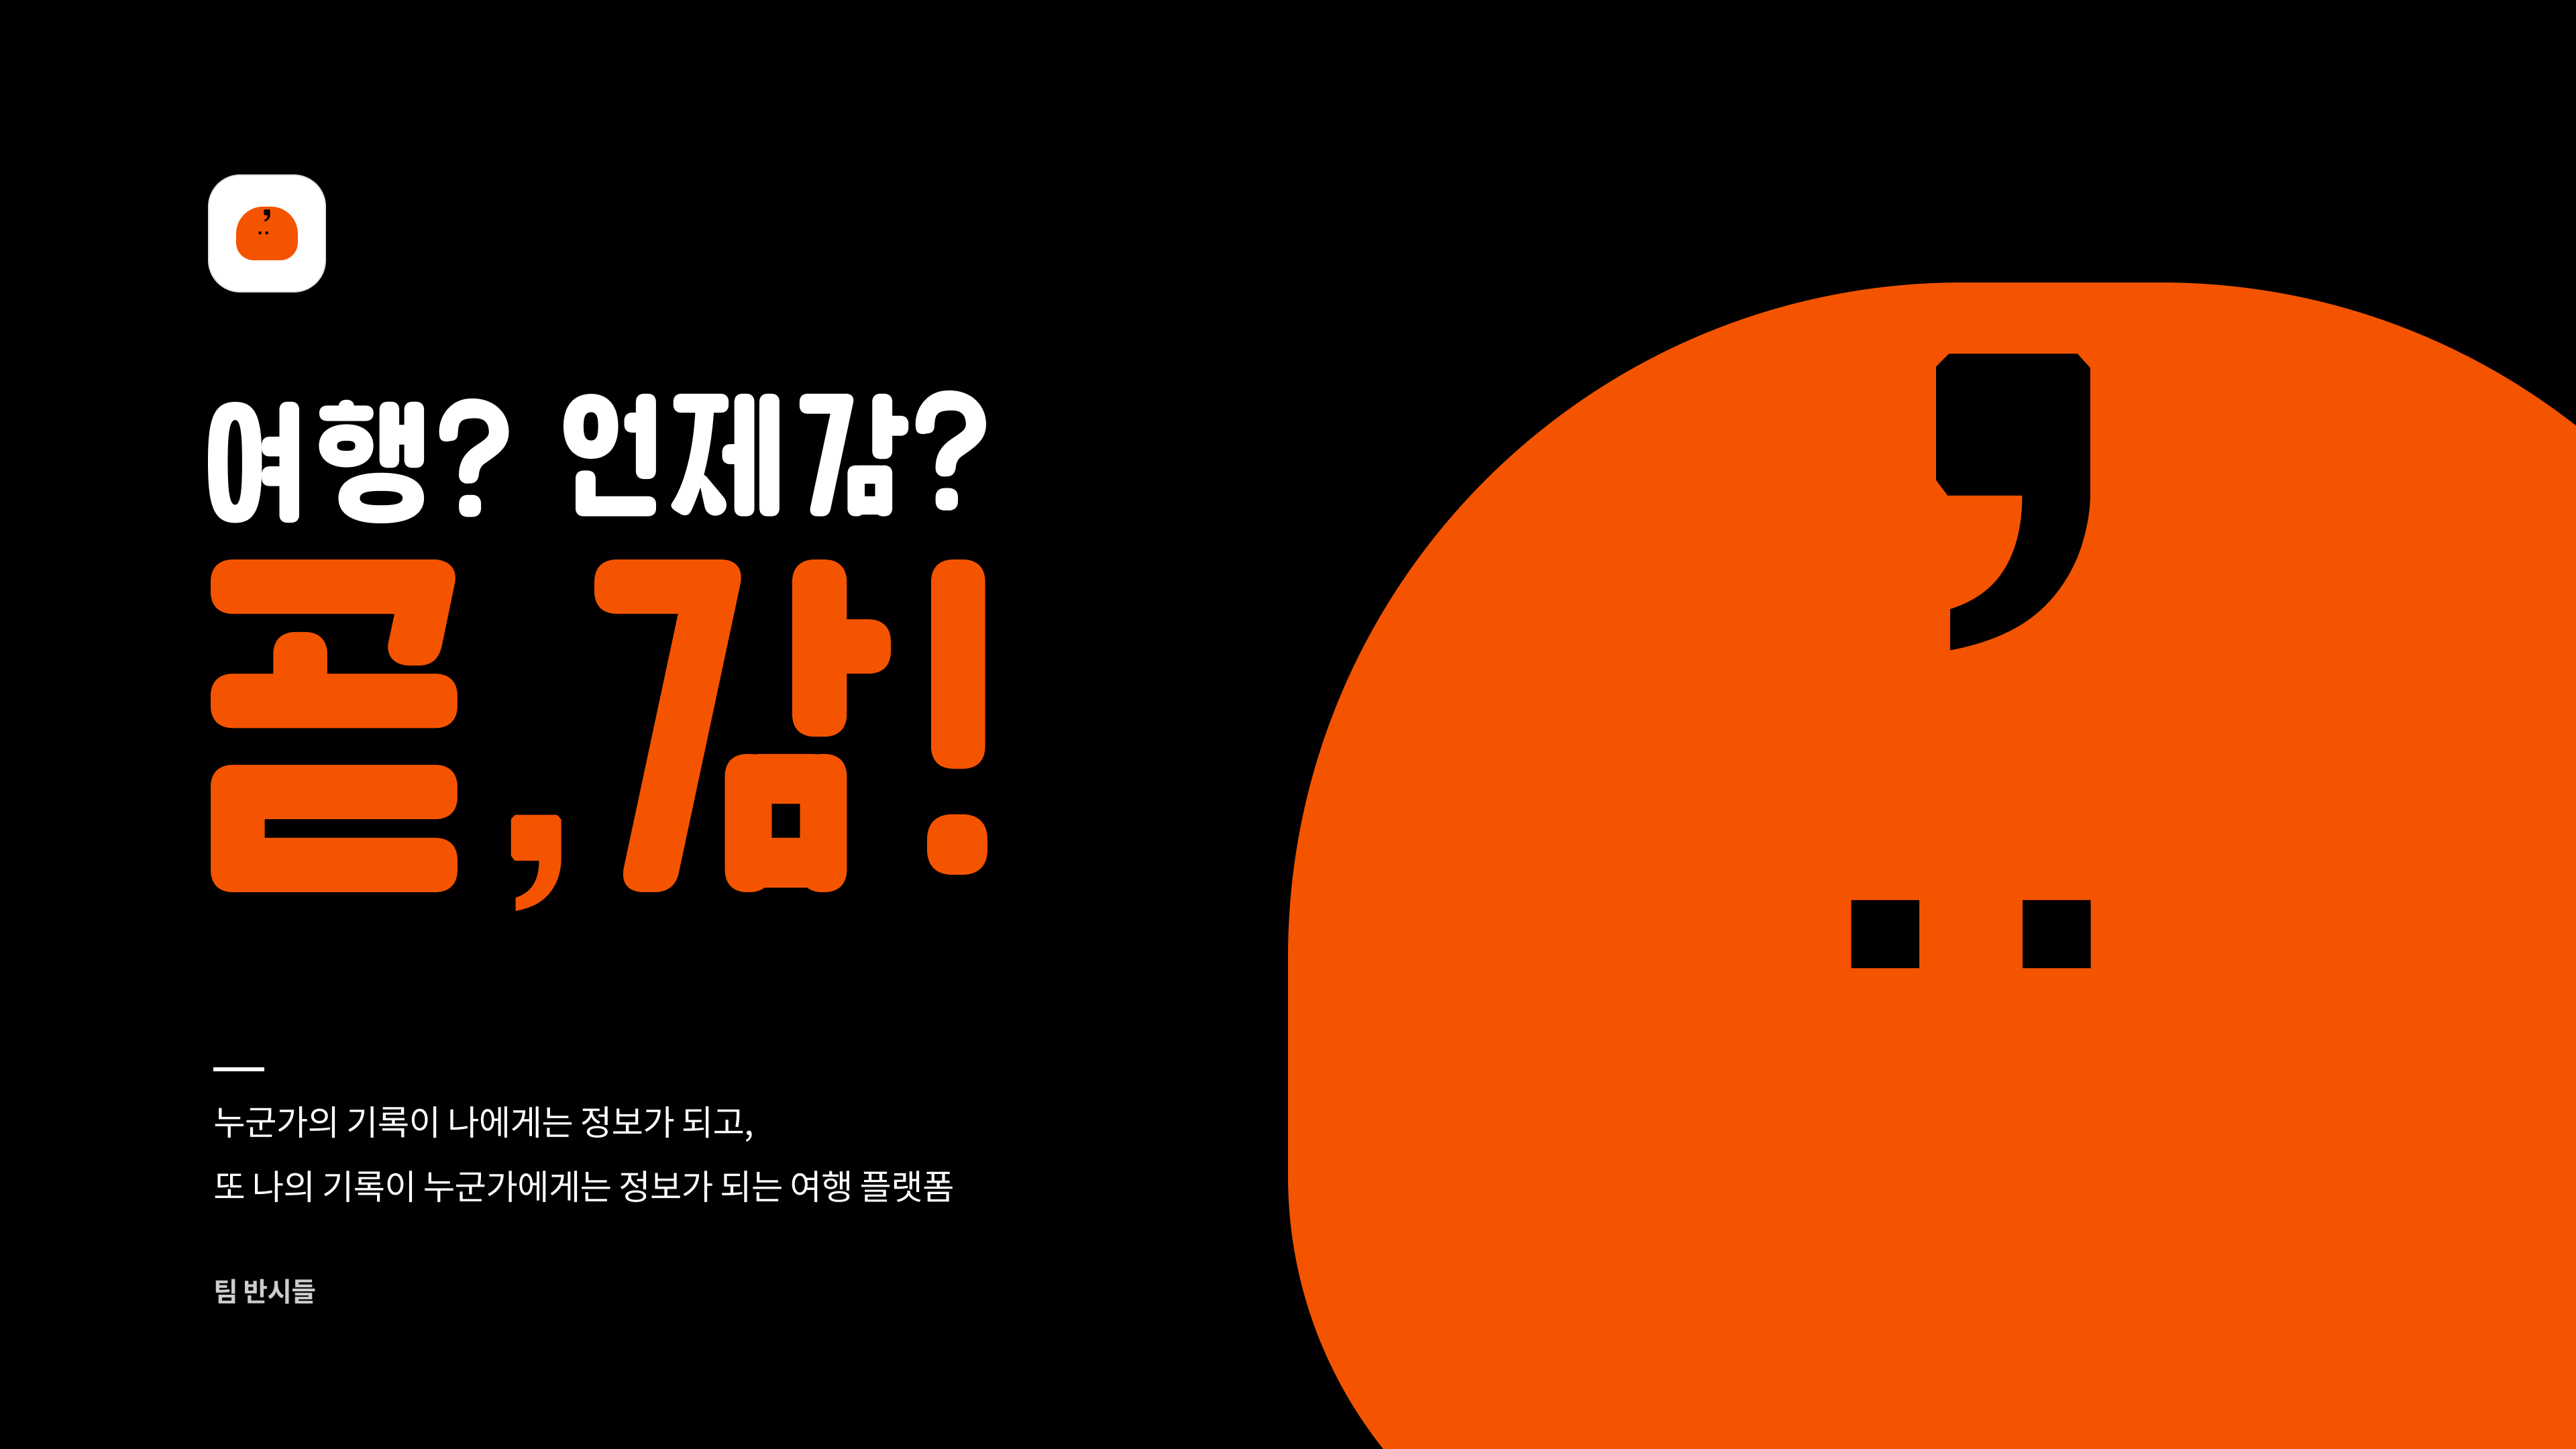 여행? 언제감?
곧,감!
누군가의 기록이 나에게는 정보가 되고,
또 나의 기록이 누군가에게는 정보가 되는 여행 플랫폼
팀 반시들